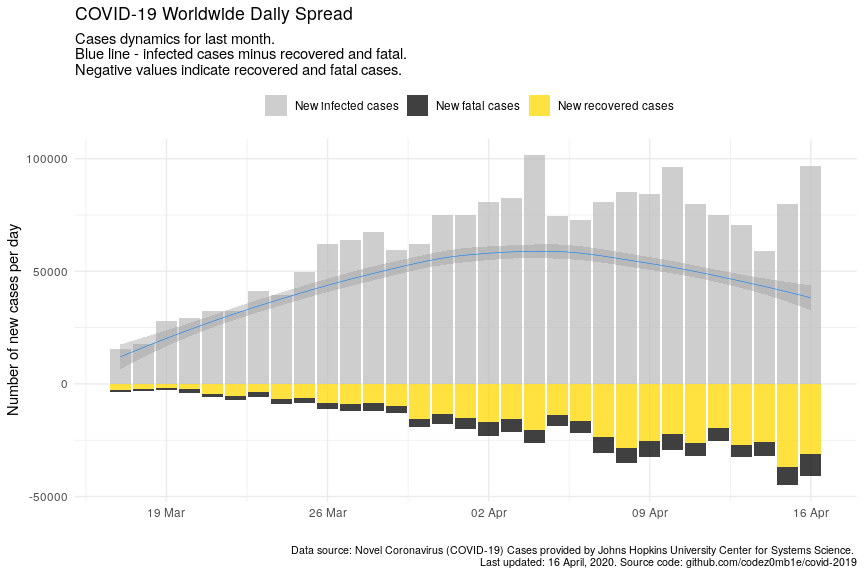 COVID-19 Worldwide Daily Spread
Cases dynamics for last month.
Blue line - infected cases minus recovered and fatal.
Negative values indicate recovered and fatal cases.
New infected cases New fatal cases New recovered cases
Number of new cases per day
100000
50000
0
-50000
19 Mar 26 Mar 02 Apr 09 Apr 16 Apr
Data source: Novel Coronavirus (COVID-19) Cases provided by Johns Hopkins University Center for Systems Science.
Last updated: 16 April, 2020. Source code: github.com/codez0mb1e/covid-2019